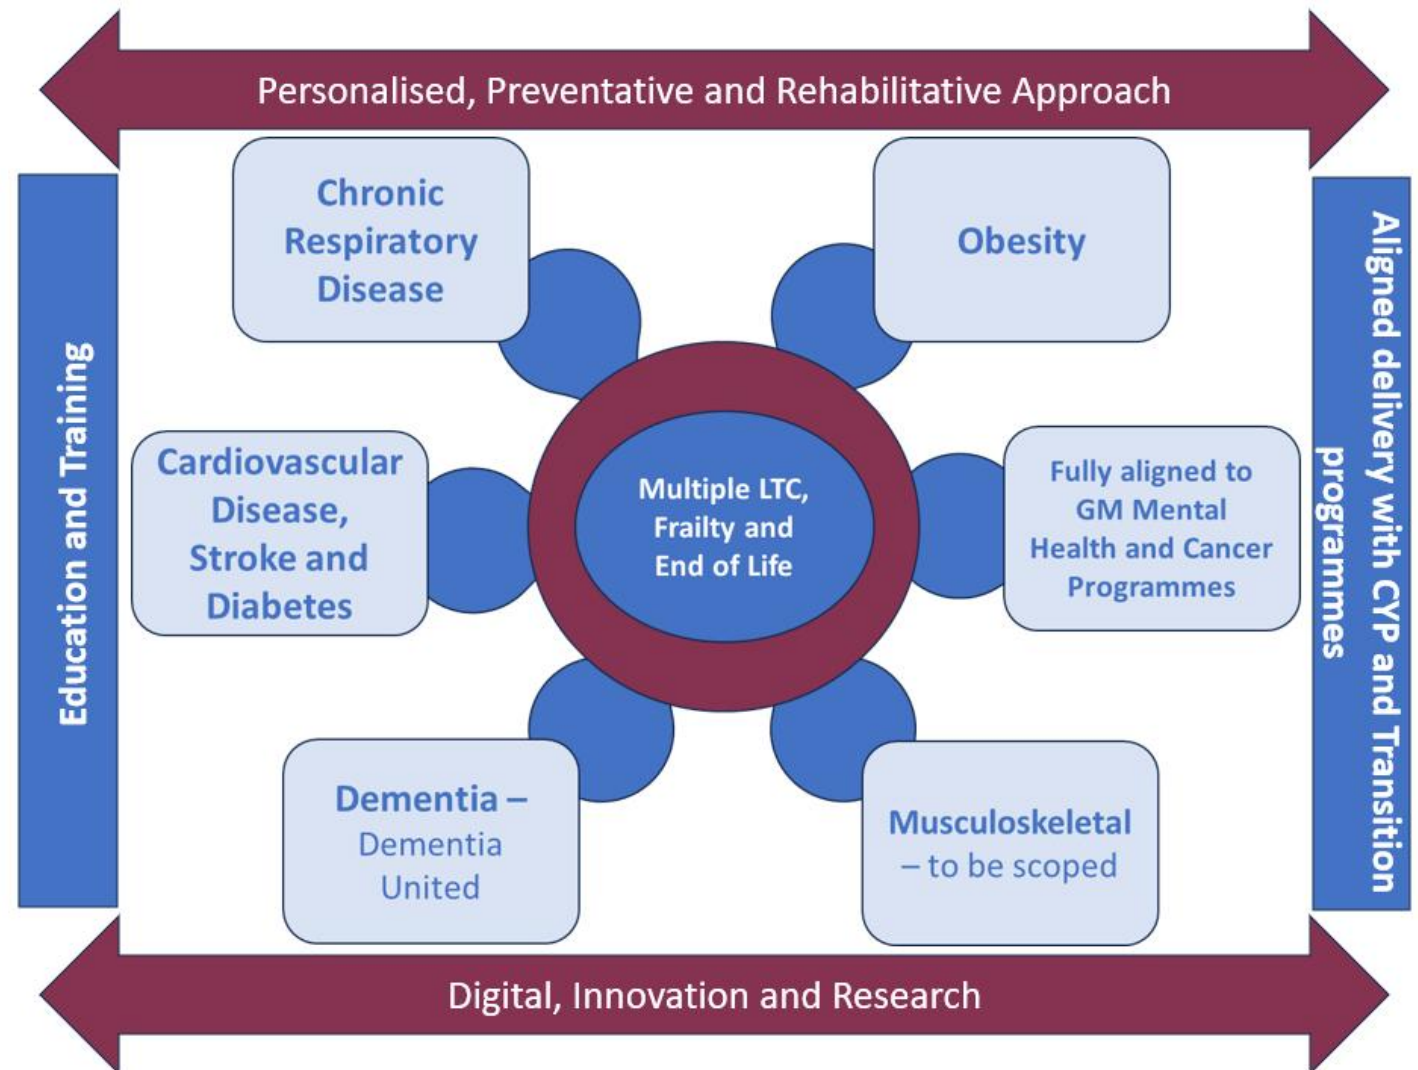 Personalised, Preventative and Rehabilitative Approach
Chronic
Respiratory
Disease
Obesity
Education and Training
Cardiovascular
Disease,
Stroke and
Diabetes
Multiple LTC,
Frailty and
End of Life
Fully aligned to
GM Mental
Health and Cancer
Programmes
Aligned delivery with CYP and Transition
programmes
Dementia –
Dementia
United
Musculoskeletal
– to be scoped
Digital, Innovation and Research